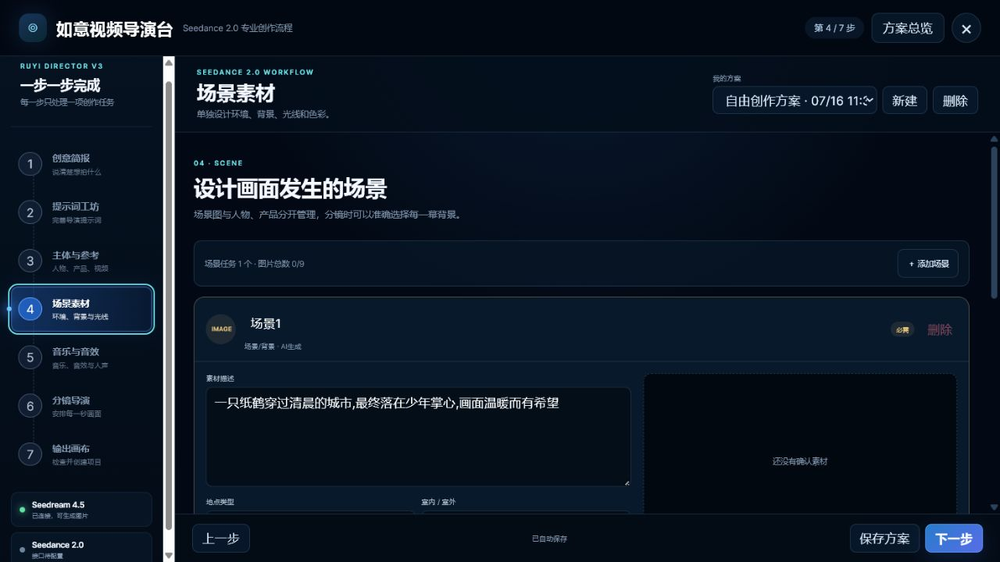 如意视频导演台
Seedance 2.0 专业创作流程
第 4 / 7 步
方案总览
RUYI DIRECTOR V3
一步一步完成
每一步只处理一项创作任务
1
创意简报
说清楚想拍什么
2
提示词工坊
完善导演提示词
3
主体与参考
人物、产品、视频
4
场景素材
环境、背景与光线
5
音乐与音效
音乐、音效与人声
6
分镜导演
安排每一秒画面
7
输出画布
检查并创建项目
Seedream 4.5
已连接，可生成图片
Seedance 2.0
接口待配置
SEEDANCE 2.0 WORKFLOW
场景素材
单独设计环境、背景、光线和色彩。
我的方案
自由创作方案 · 07/16 11:
新建
删除
04 · SCENE
设计画面发生的场景
场景图与人物、产品分开管理，分镜时可以准确选择每一幕背景。
场景任务 1 个 · 图片总数 0/9
+ 添加场景
IMAGE
场景1
场景/背景 · AI生成
必需
删除
素材描述
一只纸鹤穿过清晨的城市,最终落在少年掌心,画面温暖而有希望
还没有确认素材
地点类型
室内 / 室外
上一步
已自动保存
保存方案
下一步